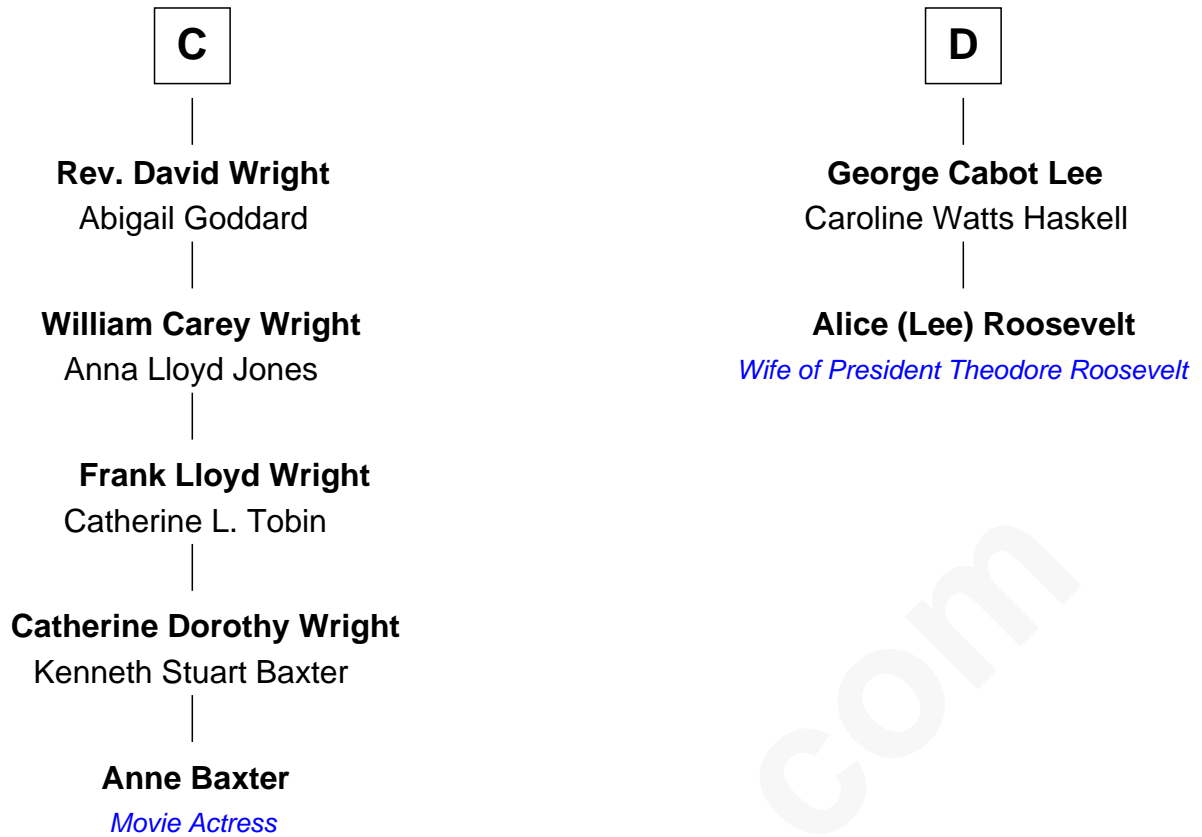 C
Rev. David Wright
Abigail Goddard
William Carey Wright
Anna Lloyd Jones
Frank Lloyd Wright
Catherine L. Tobin
Catherine Dorothy Wright
Kenneth Stuart Baxter
Anne Baxter
Movie Actress
D
George Cabot Lee
Caroline Watts Haskell
Alice (Lee) Roosevelt
Wife of President Theodore Roosevelt
com